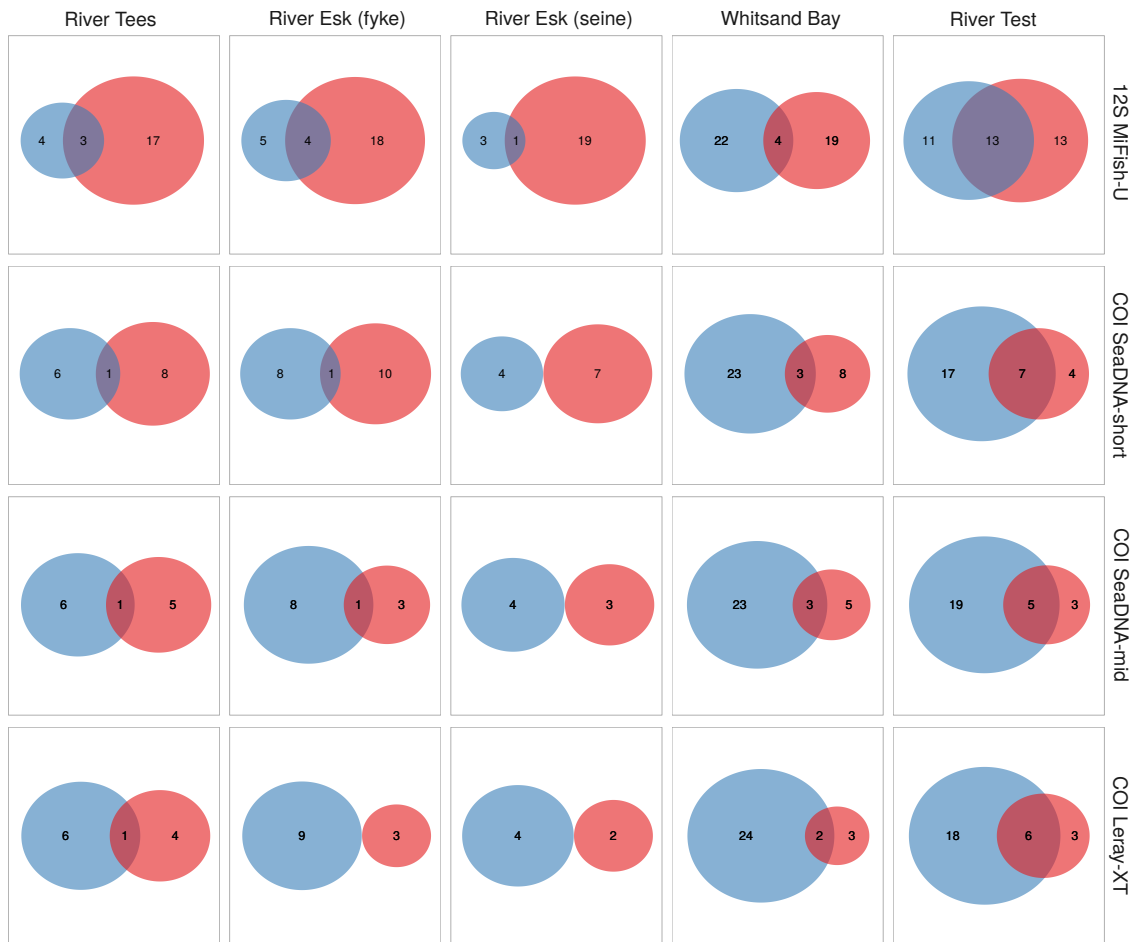 River Tees River Esk (fyke) River Esk (seine) Whitsand Bay River Test
4 3 17 5 4 18 3 1 19 22 4 19 11 13 13
12S MiFish-U
6 1 8 8 1 10 4 7 23 3 8 17 7 4
COI SeaDNA-short
6 1 5 8 1 3 4 3 23 3 5 19 5 3
COI SeaDNA-mid
6 1 4 9 3 4 2 24 2 3 18 6 3
COI Leray-XT